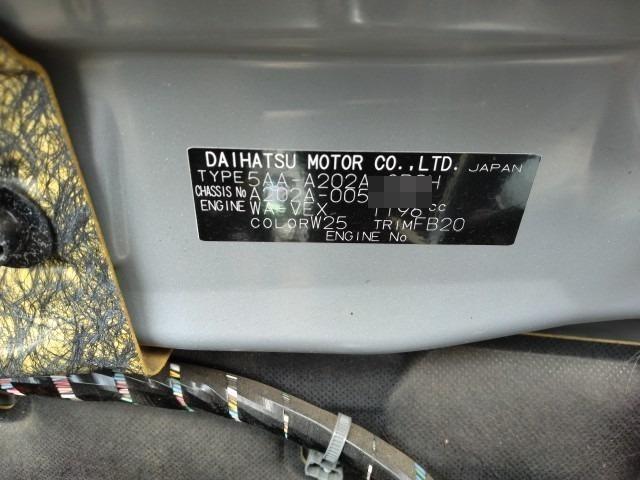 DAIHATSU MOTOR CO.,LTD. JAPAN
TYPE 5AA-A202A
CHASSIS No A202A-005
ENGINE WA-VEX 1196 cc
COLOR W25 TRIM FB20
ENGINE No